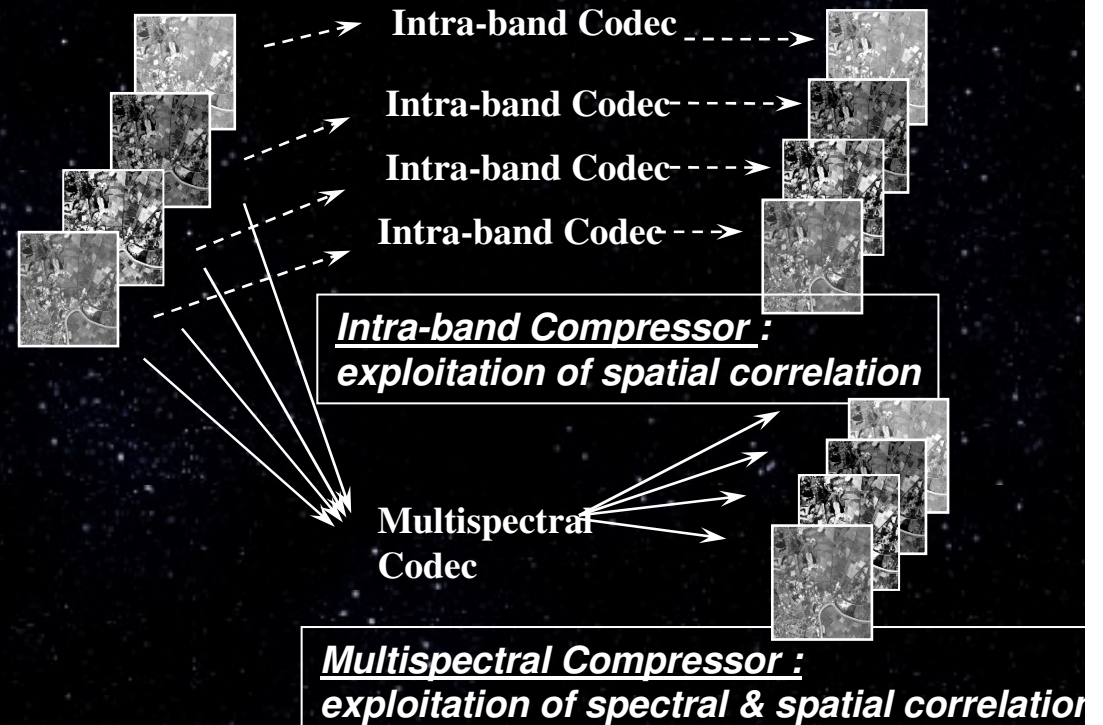 Intra-band Codec
Intra-band Codec
Intra-band Codec
Intra-band Codec
Intra-band Compressor :
exploitation of spatial correlation
Multispectral
Codec
Multispectral Compressor :
exploitation of spectral & spatial correlation